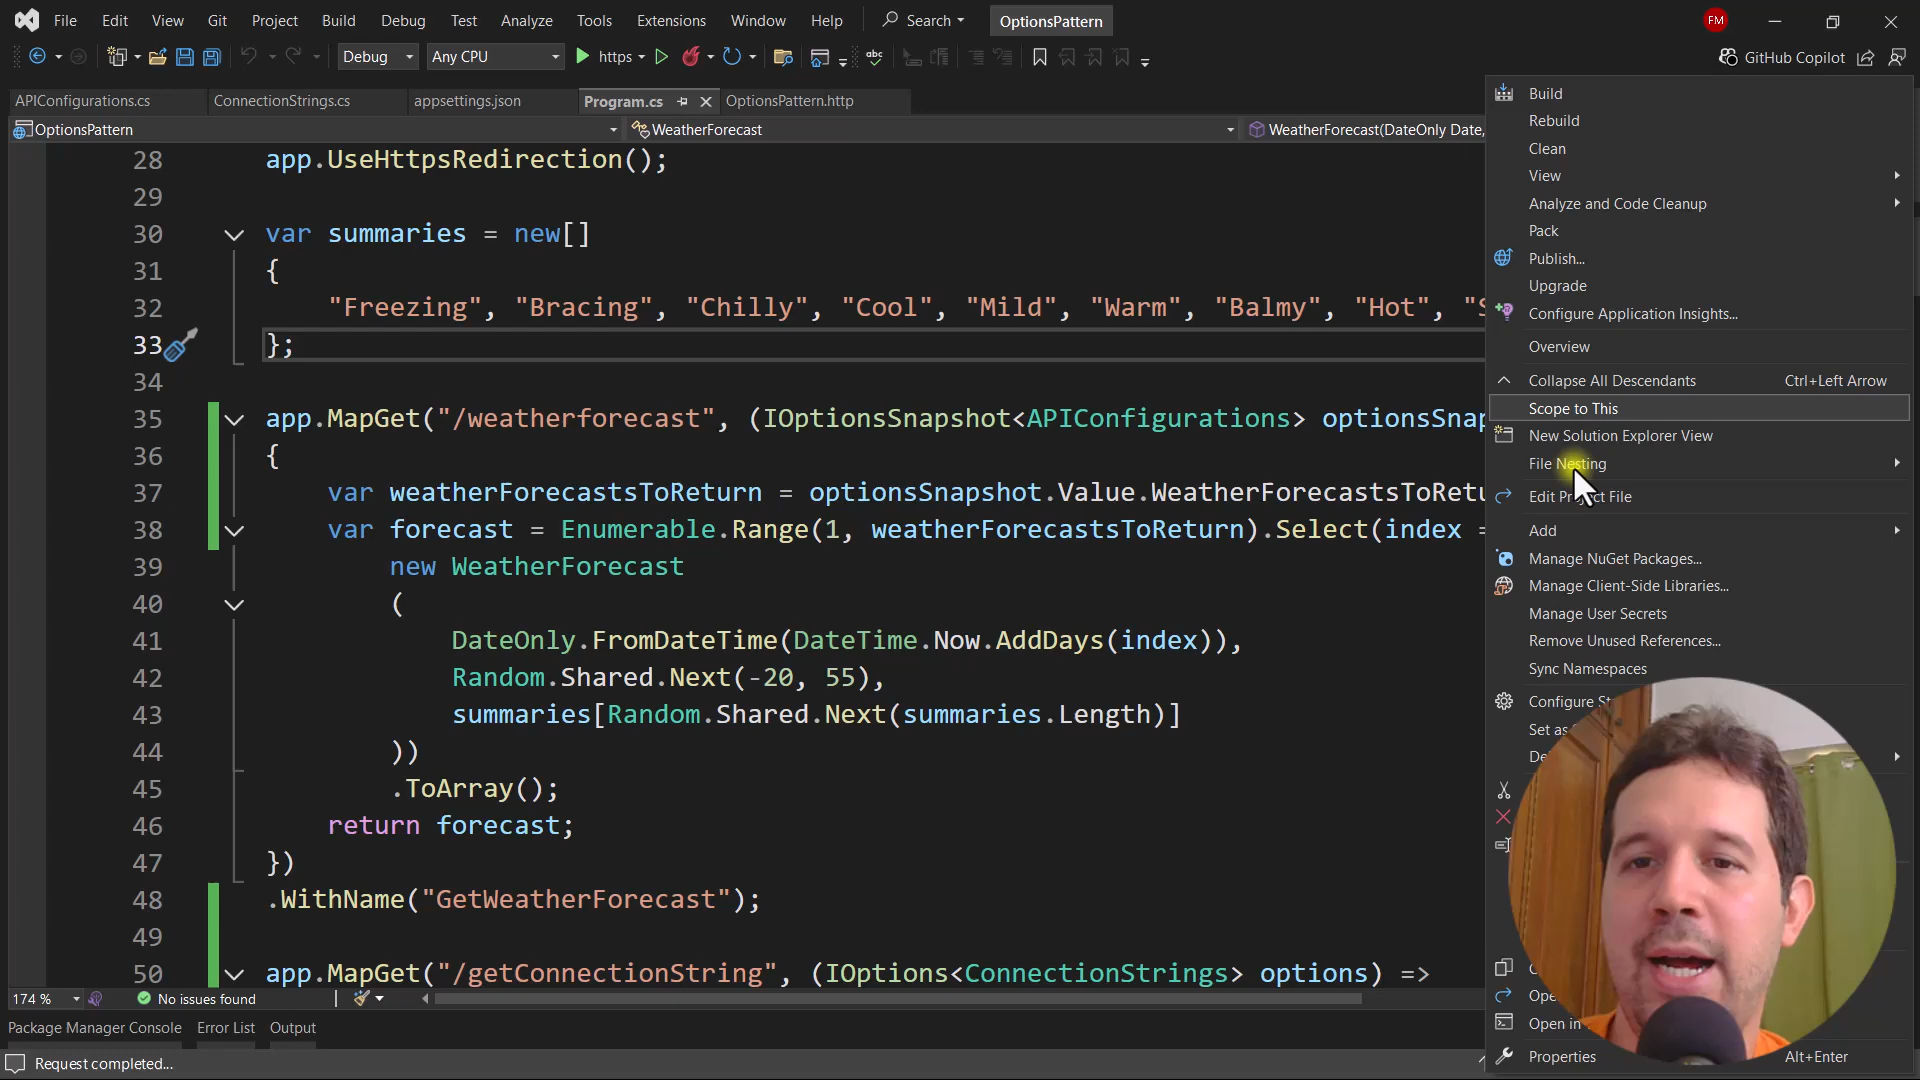 File Edit View Git Project Build Debug Test Analyze Tools Extensions Window Help Search OptionsPattern FM
Debug Any CPU https GitHub Copilot
APIConfigurations.cs ConnectionStrings.cs appsettings.json Program.cs OptionsPattern.http
OptionsPattern WeatherForecast WeatherForecast(DateOnly Date,
28 app.UseHttpsRedirection();
29
30 var summaries = new[]
31 {
32 "Freezing", "Bracing", "Chilly", "Cool", "Mild", "Warm", "Balmy", "Hot", "S
33 };
34
35 app.MapGet("/weatherforecast", (IOptionsSnapshot<APIConfigurations> optionsSnap
36 {
37 var weatherForecastsToReturn = optionsSnapshot.Value.WeatherForecastsToRetu
38 var forecast = Enumerable.Range(1, weatherForecastsToReturn).Select(index =
39 new WeatherForecast
40 (
41 DateOnly.FromDateTime(DateTime.Now.AddDays(index)),
42 Random.Shared.Next(-20, 55),
43 summaries[Random.Shared.Next(summaries.Length)]
44 ))
45 .ToArray();
46 return forecast;
47 })
48 .WithName("GetWeatherForecast");
49
50 app.MapGet("/getConnectionString", (IOptions<ConnectionStrings> options) =>
174 % No issues found
Package Manager Console Error List Output
Request completed...
Build
Rebuild
Clean
View
Analyze and Code Cleanup
Pack
Publish...
Upgrade
Configure Application Insights...
Overview
Collapse All Descendants Ctrl+Left Arrow
Scope to This
New Solution Explorer View
File Nesting
Edit Project File
Add
Manage NuGet Packages...
Manage Client-Side Libraries...
Manage User Secrets
Remove Unused References...
Sync Namespaces
Configure
Set as
Open in
Properties Alt+Enter